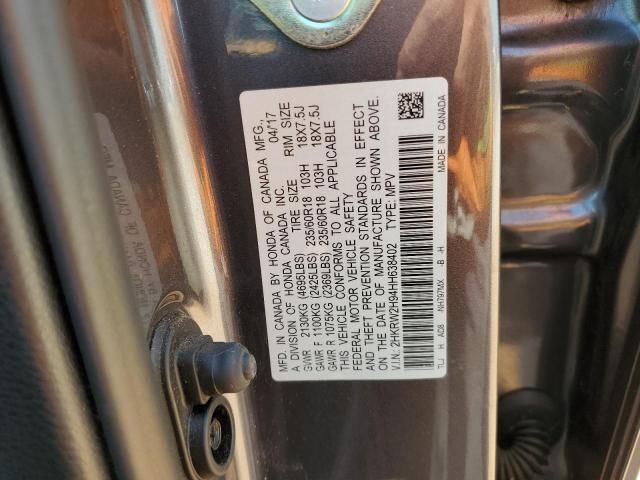 MFD. IN CANADA BY HONDA OF CANADA MFG.,
A DIVISION OF HONDA CANADA INC. 04/17
TIRE SIZE RIM SIZE
GVWR 2130KG (4695LBS)
GAWR F 1100KG (2425LBS) 235/60R18 103H 18X7.5J
GAWR R 1075KG (2369LBS) 235/60R18 103H 18X7.5J
THIS VEHICLE CONFORMS TO ALL APPLICABLE
FEDERAL MOTOR VEHICLE SAFETY
AND THEFT PREVENTION STANDARDS IN EFFECT
ON THE DATE OF MANUFACTURE SHOWN ABOVE.
V.I.N.: 2HKRW2H94HH638402 TYPE: MPV
TLJ H AD8 -NH797MX -B -H MADE IN CANADA